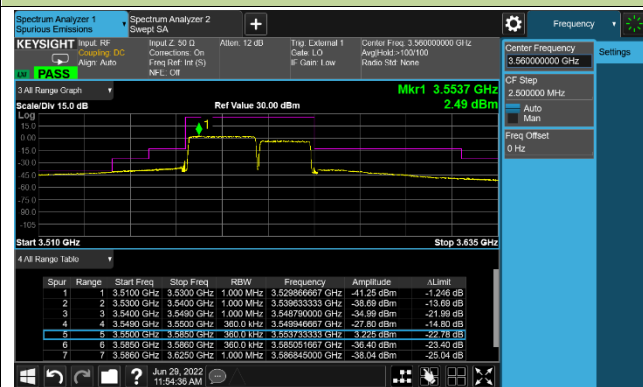 Spectrum Analyzer 1
Spurious Emissions
Spectrum Analyzer 2
Swept SA
Frequency
KEYSIGHT
Input: RF
Coupling: DC
Align: Auto
Input Z: 50 Ω
Corrections: On
Freq Ref: Int (S)
NFE: Off
Atten: 12 dB
Trig: External 1
Gate: LO
IF Gain: Low
Center Freq: 3.560000000 GHz
Avg|Hold:>100/100
Radio Std: None
PASS
Center Frequency
3.560000000 GHz
Settings
CF Step
2.500000 MHz
Auto
Man
Freq Offset
0 Hz
3 All Range Graph
Mkr1 3.5537 GHz
Scale/Div 15.0 dB
Ref Value 30.00 dBm
2.49 dBm
Log
15.0
0.00
-15.0
-30.0
-45.0
-60.0
-75.0
-90.0
-105
1
Start 3.510 GHz
Stop 3.635 GHz
4 All Range Table
Spur Range Start Freq Stop Freq RBW Frequency Amplitude ΔLimit
1 1 3.5100 GHz 3.5300 GHz 1.000 MHz 3.529866667 GHz -41.25 dBm -1.246 dB
2 2 3.5300 GHz 3.5400 GHz 1.000 MHz 3.539633333 GHz -38.69 dBm -13.69 dB
3 3 3.5400 GHz 3.5490 GHz 1.000 MHz 3.548790000 GHz -34.99 dBm -21.99 dB
4 4 3.5490 GHz 3.5500 GHz 360.0 kHz 3.549946667 GHz -27.80 dBm -14.80 dB
5 5 3.5500 GHz 3.5850 GHz 360.0 kHz 3.553733333 GHz 3.225 dBm -22.78 dB
6 6 3.5850 GHz 3.5860 GHz 360.0 kHz 3.585051667 GHz -36.40 dBm -23.40 dB
7 7 3.5860 GHz 3.6250 GHz 1.000 MHz 3.586845000 GHz -38.04 dBm -25.04 dB
Jun 29, 2022
11:54:36 AM